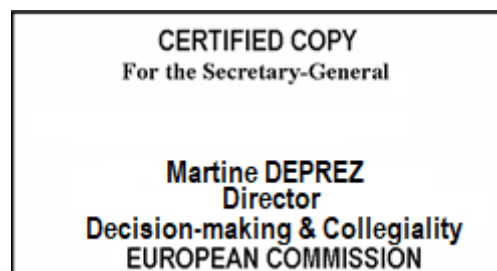 CERTIFIED COPY
For the Secretary-General
Martine DEPREZ
Director
Decision-making & Collegiality
EUROPEAN COMMISSION